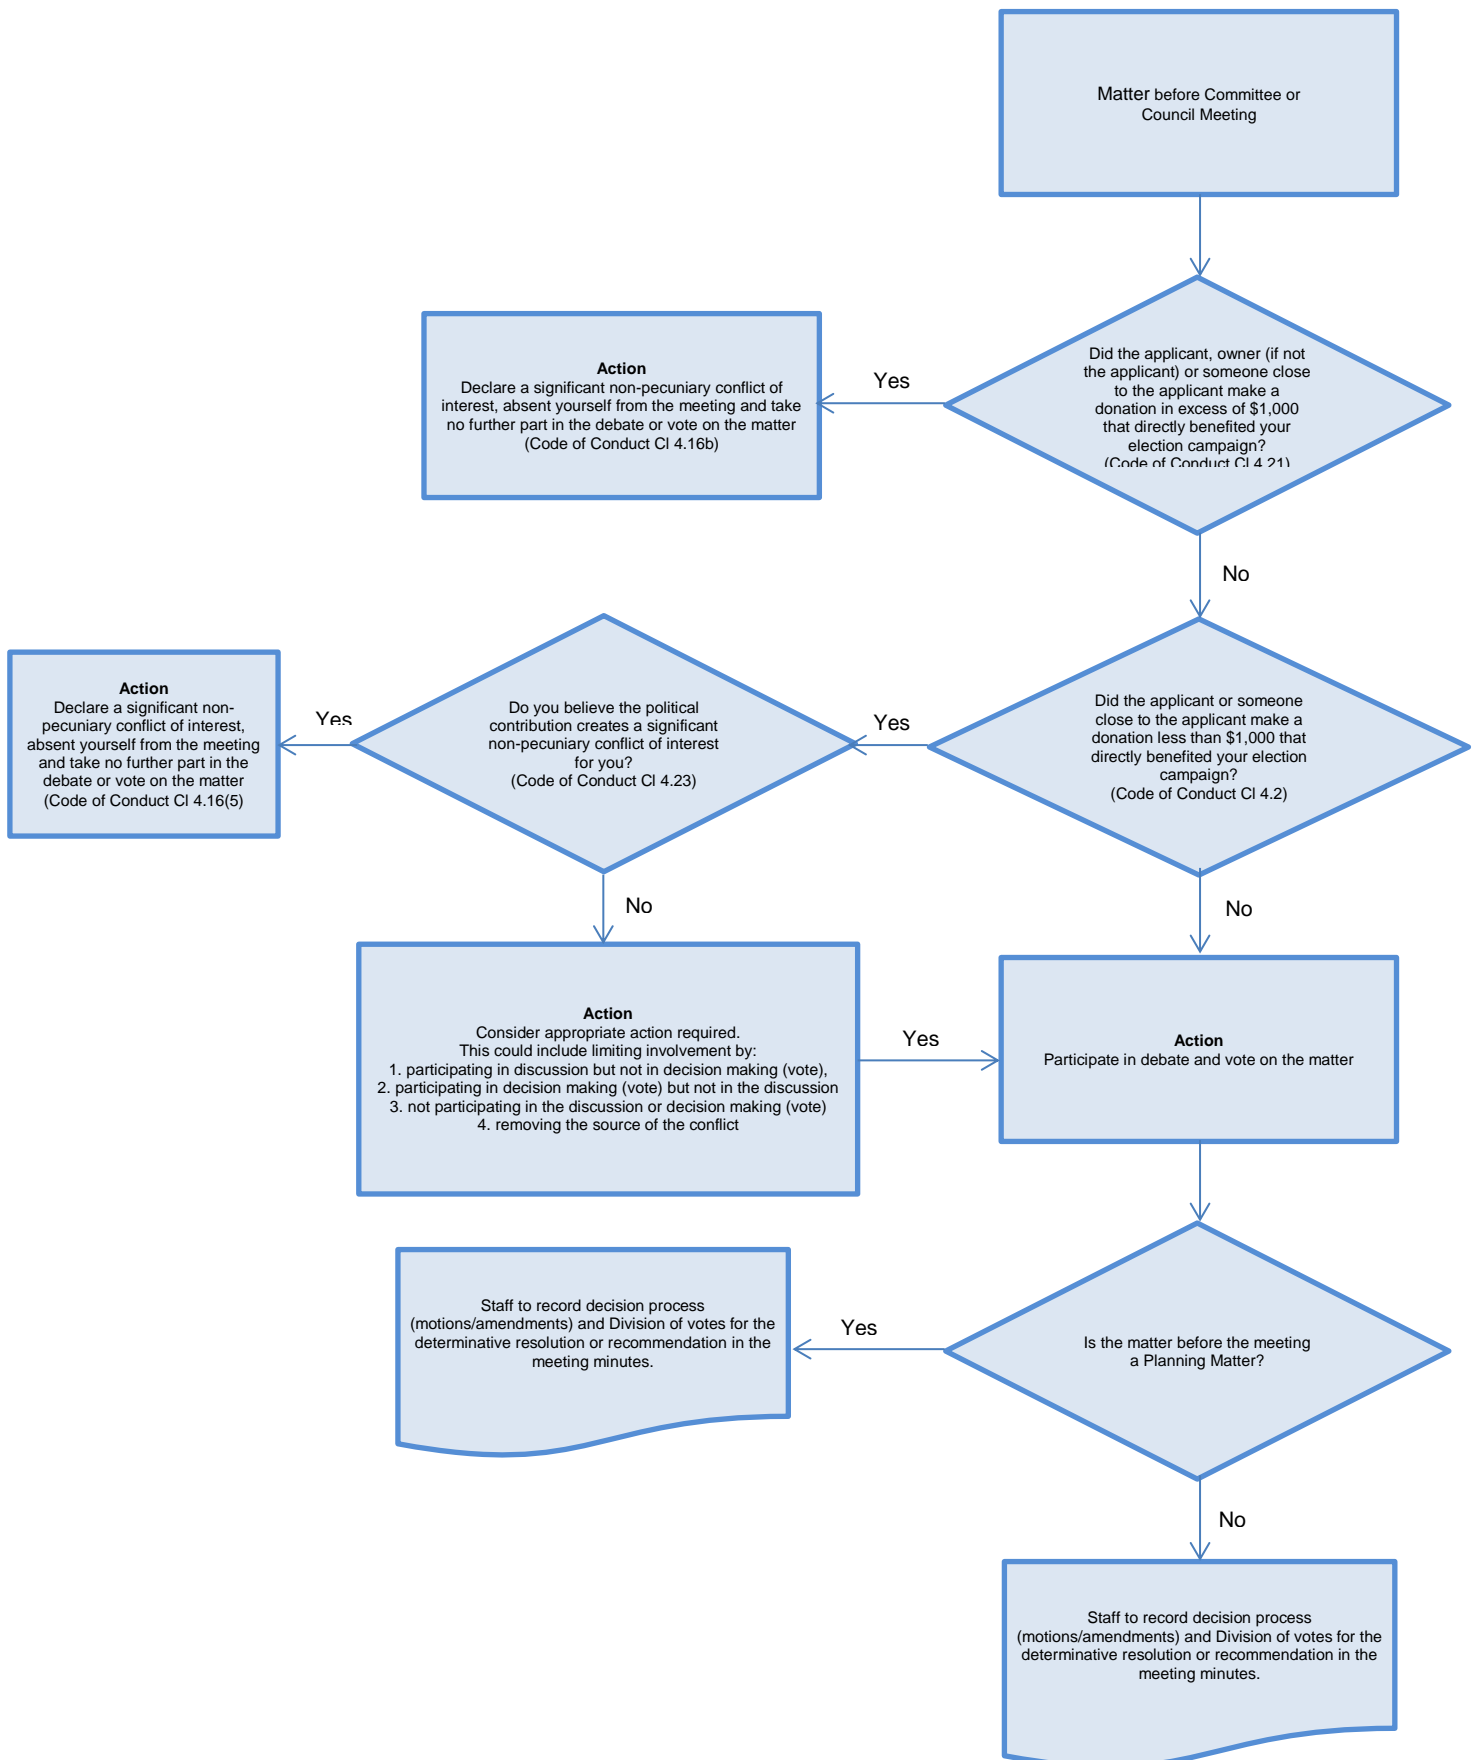 Matter before Committee or
Council Meeting
Did the applicant, owner (if not
the applicant) or someone close
to the applicant make a
donation in excess of $1,000
that directly benefited your
election campaign?
(Code of Conduct Cl 4.21)
Yes
Action
Declare a significant non-pecuniary conflict of
interest, absent yourself from the meeting and take
no further part in the debate or vote on the matter
(Code of Conduct Cl 4.16b)
No
Did the applicant or someone
close to the applicant make a
donation less than $1,000 that
directly benefited your election
campaign?
(Code of Conduct Cl 4.2)
Yes
Do you believe the political
contribution creates a significant
non-pecuniary conflict of interest
for you?
(Code of Conduct Cl 4.23)
Yes
Action
Declare a significant non-
pecuniary conflict of interest,
absent yourself from the meeting
and take no further part in the
debate or vote on the matter
(Code of Conduct Cl 4.16(5)
No
No
Action
Consider appropriate action required.
This could include limiting involvement by:
1. participating in discussion but not in decision making (vote),
2. participating in decision making (vote) but not in the discussion
3. not participating in the discussion or decision making (vote)
4. removing the source of the conflict
Yes
Action
Participate in debate and vote on the matter
Is the matter before the meeting
a Planning Matter?
Yes
Staff to record decision process
(motions/amendments) and Division of votes for the
determinative resolution or recommendation in the
meeting minutes.
No
Staff to record decision process
(motions/amendments) and Division of votes for the
determinative resolution or recommendation in the
meeting minutes.